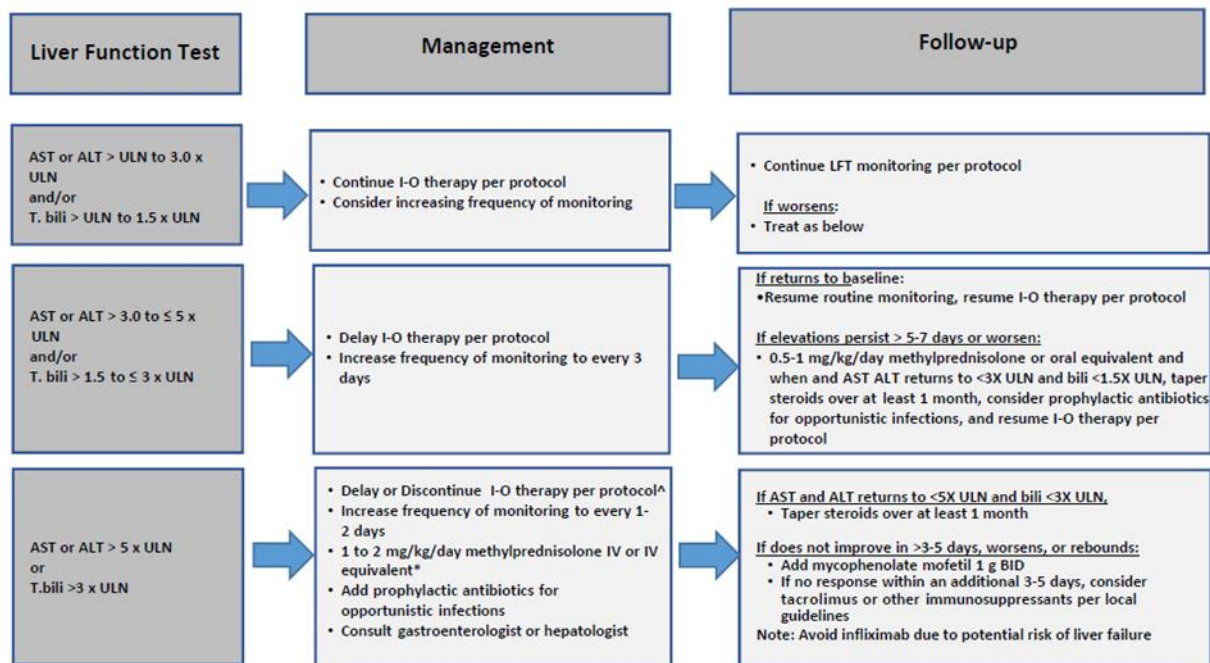 Liver Function Test
Management
Follow-up
AST or ALT > ULN to 3.0 x
ULN
and/or
T. bili > ULN to 1.5 x ULN
• Continue I-O therapy per protocol
• Consider increasing frequency of monitoring
• Continue LFT monitoring per protocol
If worsens:
• Treat as below
AST or ALT > 3.0 to ≤ 5 x
ULN
and/or
T. bili > 1.5 to ≤ 3 x ULN
• Delay I-O therapy per protocol
• Increase frequency of monitoring to every 3
days
If returns to baseline:
•Resume routine monitoring, resume I-O therapy per protocol
If elevations persist > 5-7 days or worsen:
• 0.5-1 mg/kg/day methylprednisolone or oral equivalent and
when and AST ALT returns to <3X ULN and bili <1.5X ULN, taper
steroids over at least 1 month, consider prophylactic antibiotics
for opportunistic infections, and resume I-O therapy per
protocol
AST or ALT > 5 x ULN
or
T.bili >3 x ULN
• Delay or Discontinue I-O therapy per protocol^
• Increase frequency of monitoring to every 1-
2 days
• 1 to 2 mg/kg/day methylprednisolone IV or IV
equivalent*
• Add prophylactic antibiotics for
opportunistic infections
• Consult gastroenterologist or hepatologist
If AST and ALT returns to <5X ULN and bili <3X ULN,
• Taper steroids over at least 1 month
If does not improve in >3-5 days, worsens, or rebounds:
• Add mycophenolate mofetil 1 g BID
• If no response within an additional 3-5 days, consider
tacrolimus or other immunosuppressants per local
guidelines
Note: Avoid infliximab due to potential risk of liver failure